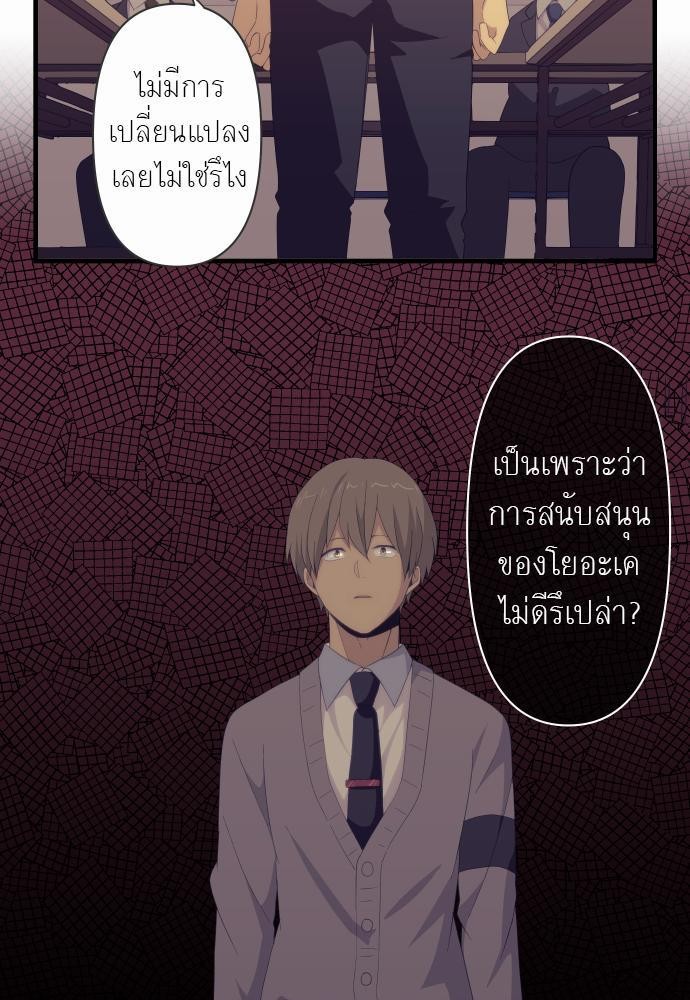 ไม่มีการ
เปลี่ยนแปลง
เลยไม่ใช่รึไง
เป็นเพราะว่า
การสนับสนุน
ของโยอะเค
ไม่ดีรึเปล่า?